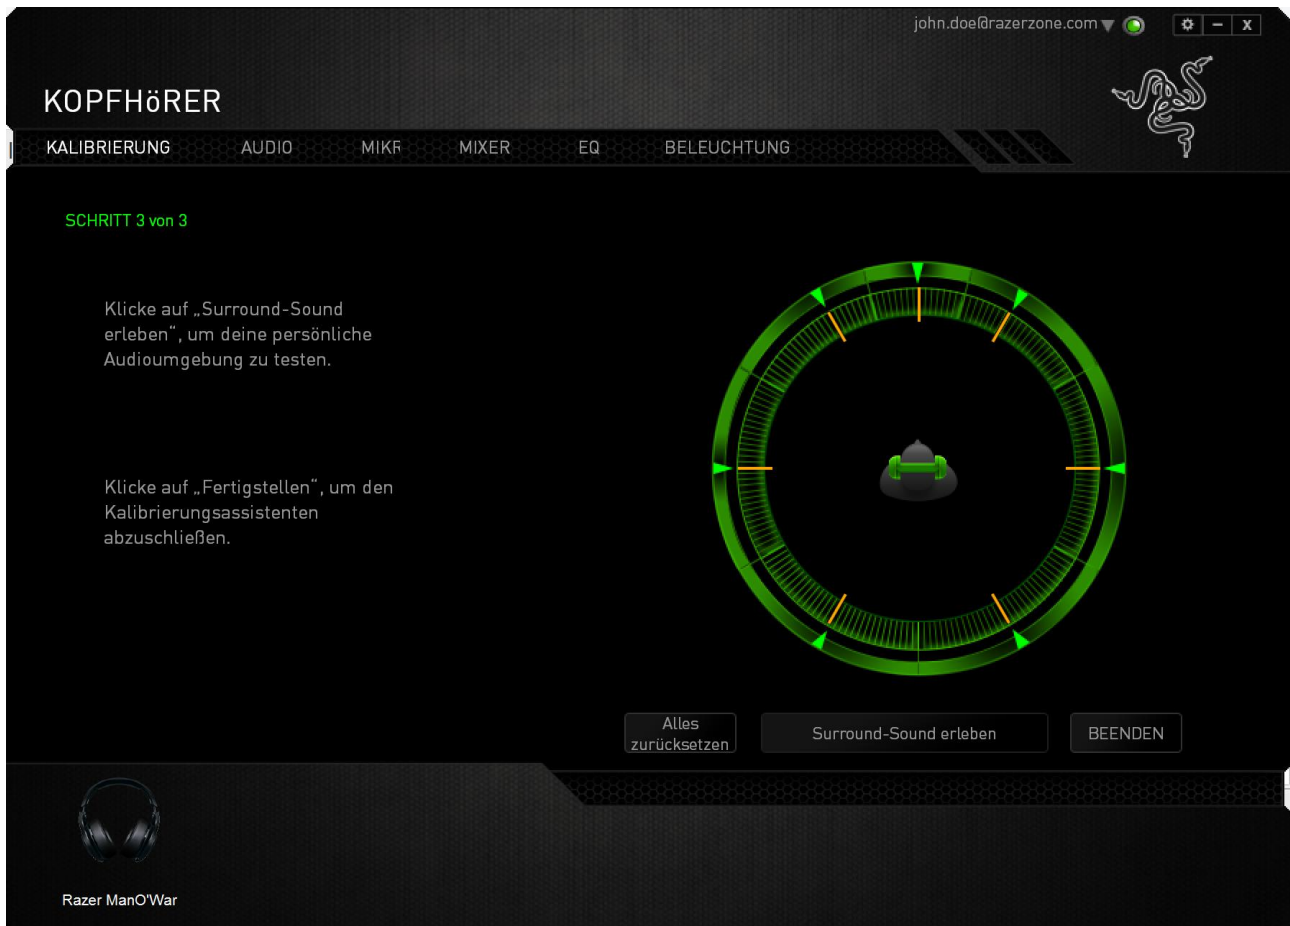 john.doe@razerzone.com
X
KOPFHöRER
KALIBRIERUNG AUDIO MIKR MIXER EQ BELEUCHTUNG
SCHRITT 3 von 3
Klicke auf „Surround-Sound
erleben“, um deine persönliche
Audioumgebung zu testen.
Klicke auf „Fertigstellen“, um den
Kalibrierungsassistenten
abzuschließen.
Alles
zurücksetzen
Surround-Sound erleben
BEENDEN
Razer ManO'War